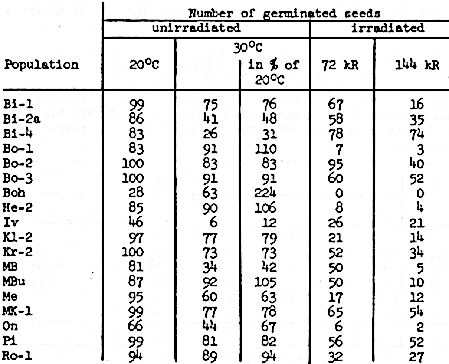 Number of germinated seeds
unirradiated irradiated
30°C
Population 20°C in % of 72 kR 144 kR
20°C
Bi-1 99 75 76 67 16
Bi-2a 86 41 48 58 35
Bi-4 83 26 31 78 74
Bo-1 83 91 110 7 3
Bo-2 100 83 83 95 40
Bo-3 100 91 91 60 52
Boh 28 63 224 0 0
He-2 85 90 106 8 4
Iv 46 6 12 26 21
Kl-2 97 77 79 21 14
Kr-2 100 73 73 52 34
MB 81 34 42 50 5
MBu 87 92 105 50 10
Me 95 60 63 17 12
MK-1 99 77 78 65 54
On 66 44 67 6 2
Pi 99 81 82 56 52
Ro-1 94 89 94 32 27